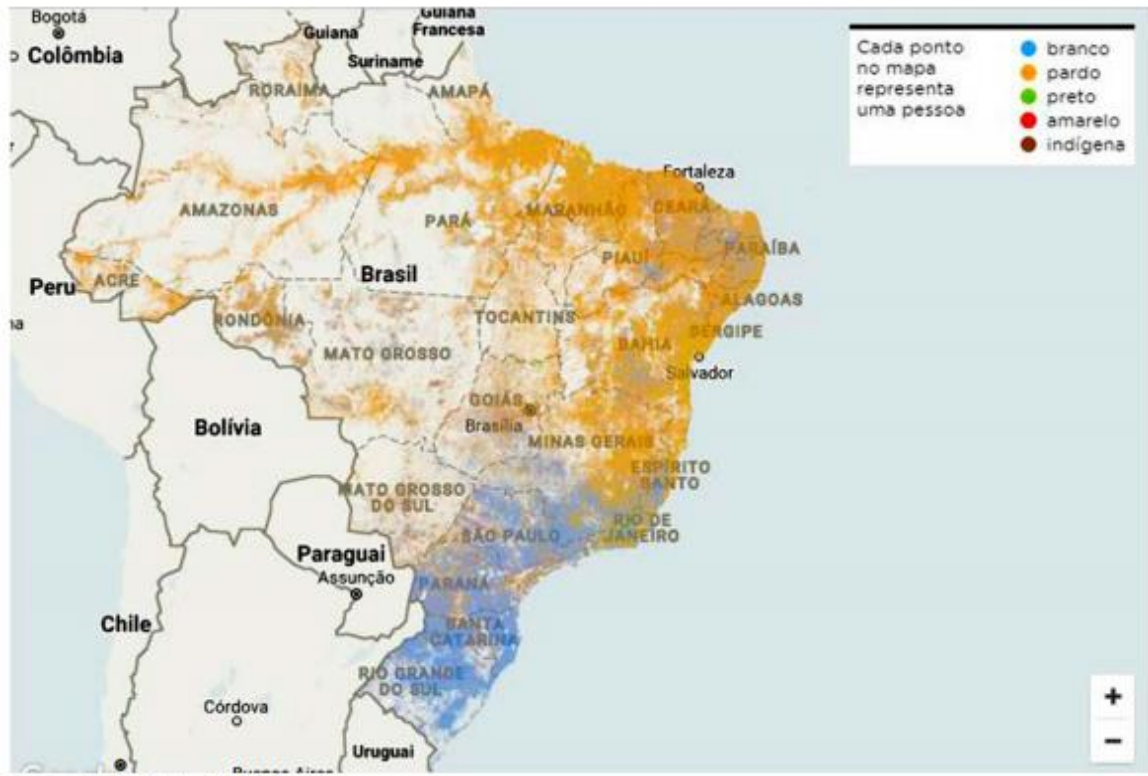 Bogotá
Colômbia
Guiana
Francesa
Guiana
Suriname
Cada ponto
no mapa
representa
uma pessoa
branco
pardo
preto
amarelo
indígena
RORAIMA
AMAPÁ
Fortaleza
AMAZONAS
PARÁ
MARANHÃO
CEARÁ
PARAÍBA
PIAUÍ
Peru
ACRE
Brasil
ALAGOAS
RONDÔNIA
TOCANTINS
SERGIPE
na
MATO GROSSO
BAHIA
Salvador
GOIÁS
Brasília
Bolívia
MINAS GERAIS
ESPÍRITO
SANTO
MATO GROSSO
DO SUL
SÃO PAULO
RIO DE
JANEIRO
Paraguai
Assunção
PARANÁ
Chile
SANTA
CATARINA
RIO GRANDE
DO SUL
Córdova
Uruguai
Buenos Aires
+
−